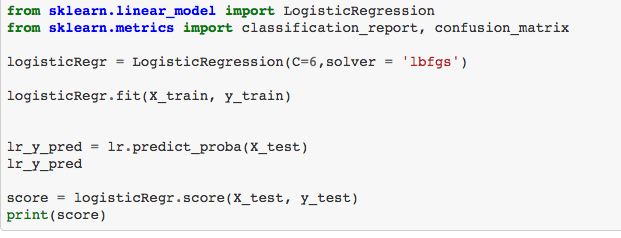 from sklearn.linear_model import LogisticRegression
from sklearn.metrics import classification_report, confusion_matrix
logisticRegr = LogisticRegression(C=6,solver = 'lbfgs')
logisticRegr.fit(X_train, y_train)
lr_y_pred = lr.predict_proba(X_test)
lr_y_pred
score = logisticRegr.score(X_test, y_test)
print(score)